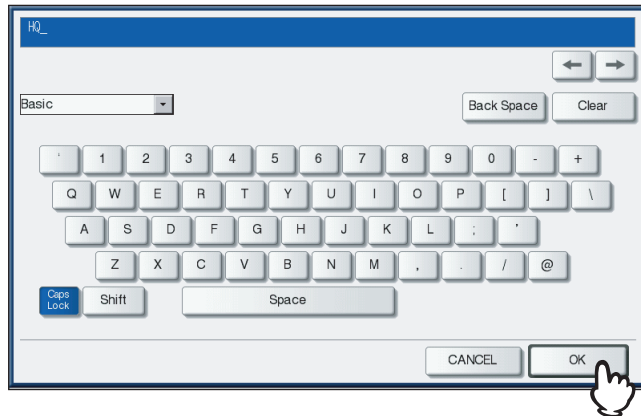 HQ_
← →
Basic Back Space Clear
` 1 2 3 4 5 6 7 8 9 0 - +
Q W E R T Y U I O P [ ] \
A S D F G H J K L ; '
Z X C V B N M , . / @
Caps Lock Shift Space
CANCEL OK